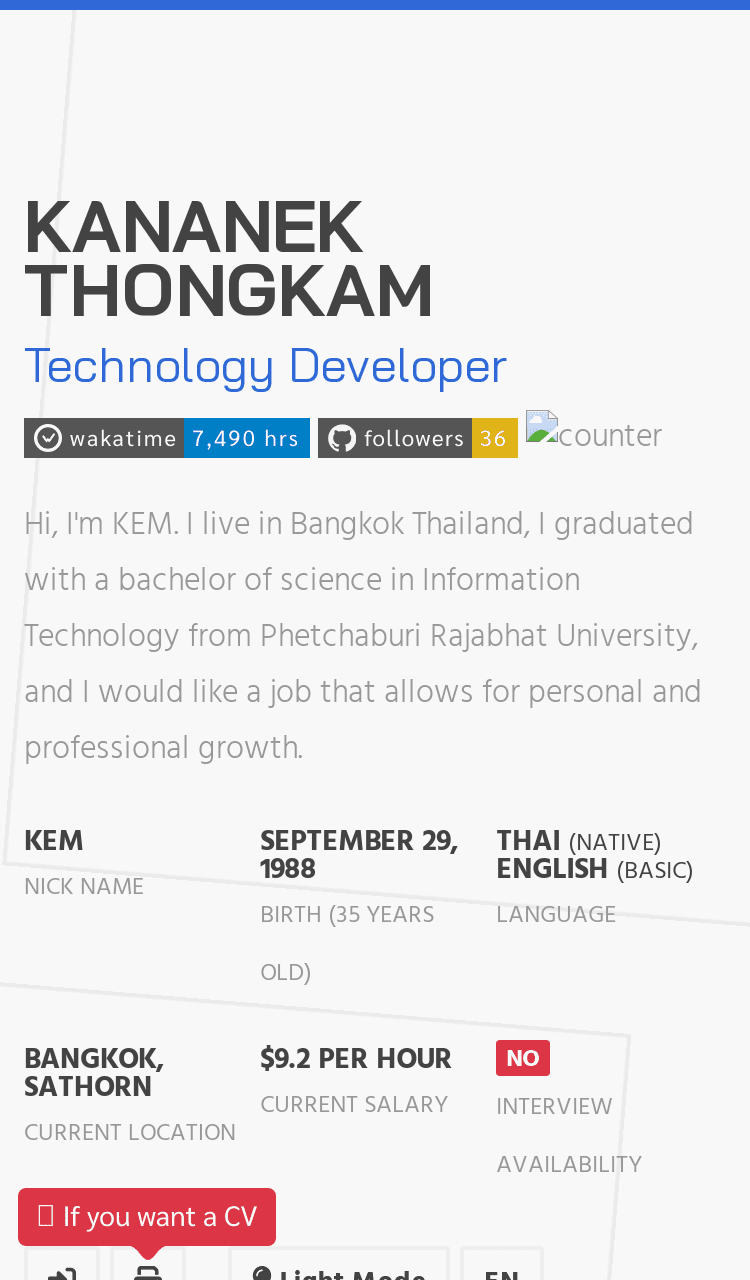 KANANEK
THONGKAM
Technology Developer
wakatime 7,490 hrs followers 36 counter
Hi, I'm KEM. I live in Bangkok Thailand, I graduated
with a bachelor of science in Information
Technology from Phetchaburi Rajabhat University,
and I would like a job that allows for personal and
professional growth.
KEM
NICK NAME
SEPTEMBER 29,
1988
BIRTH (35 YEARS
OLD)
THAI (NATIVE)
ENGLISH (BASIC)
LANGUAGE
BANGKOK,
SATHORN
CURRENT LOCATION
$9.2 PER HOUR
CURRENT SALARY
NO
INTERVIEW
AVAILABILITY
If you want a CV
Light Mode
EN